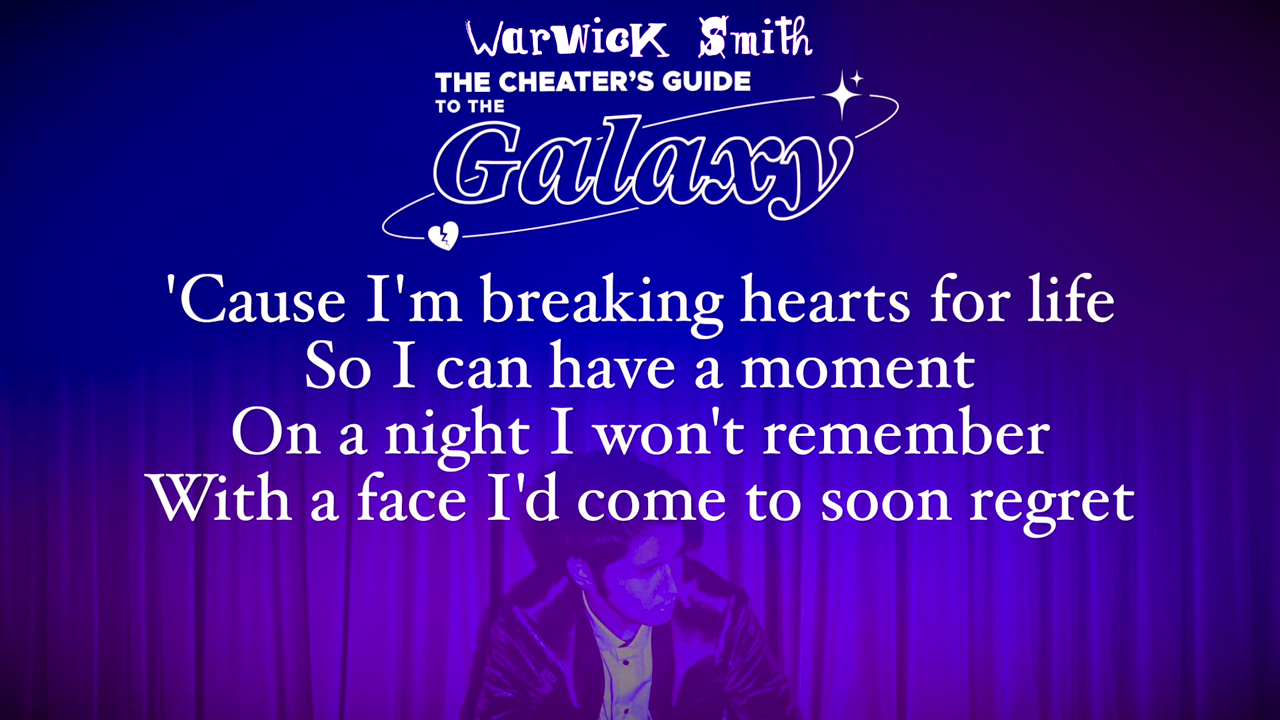 Warwick Smith
THE CHEATER'S GUIDE
TO THE
Galaxy
'Cause I'm breaking hearts for life
So I can have a moment
On a night I won't remember
With a face I'd come to soon regret